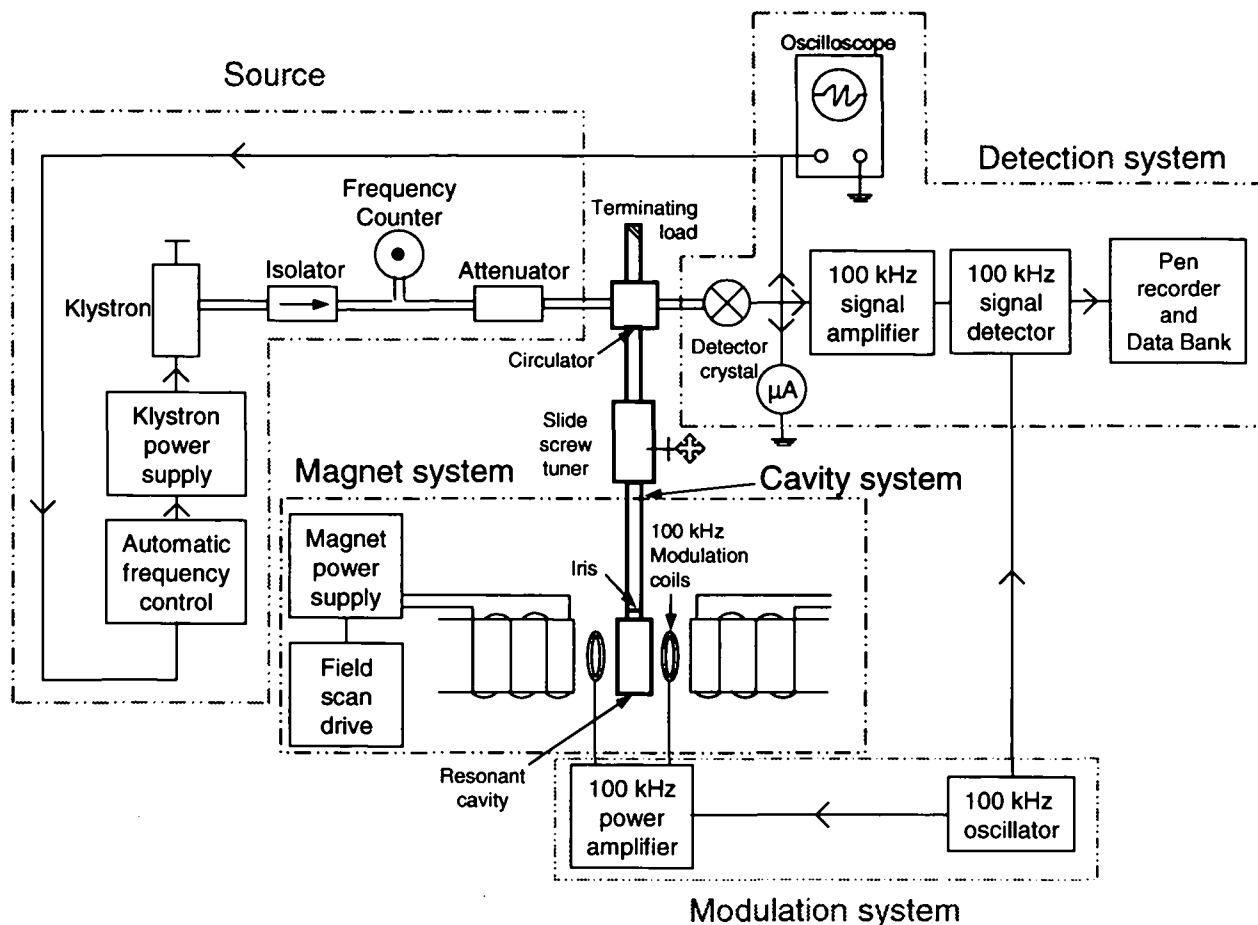 Oscilloscope
Source
Detection system
Frequency
Counter
Terminating
load
Isolator
Attenuator
Klystron
100 kHz
signal
amplifier
100 kHz
signal
detector
Pen
recorder
and
Data Bank
Circulator
Detector
crystal
µA
Klystron
power
supply
Slide
screw
tuner
Magnet system
Cavity system
Automatic
frequency
control
Magnet
power
supply
100 kHz
Modulation
coils
Iris
Field
scan
drive
Resonant
cavity
100 kHz
power
amplifier
100 kHz
oscillator
Modulation system